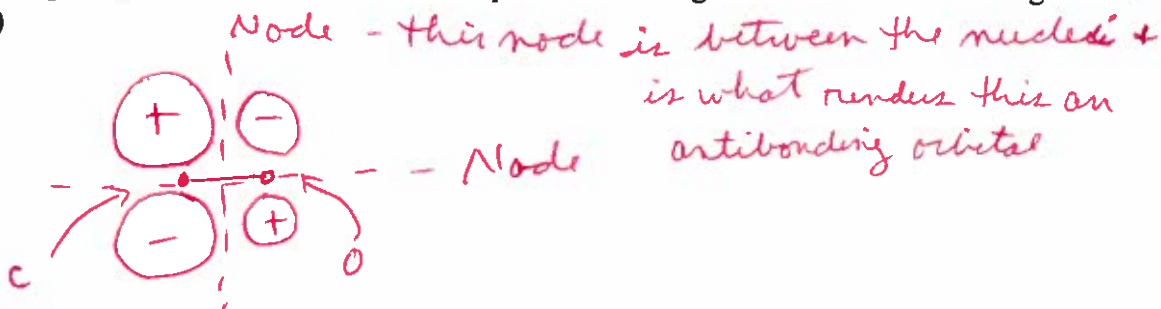 Node - this node is between the nuclei +
is what renders this an
antibonding orbital
+ -
- Node
- +
C
O